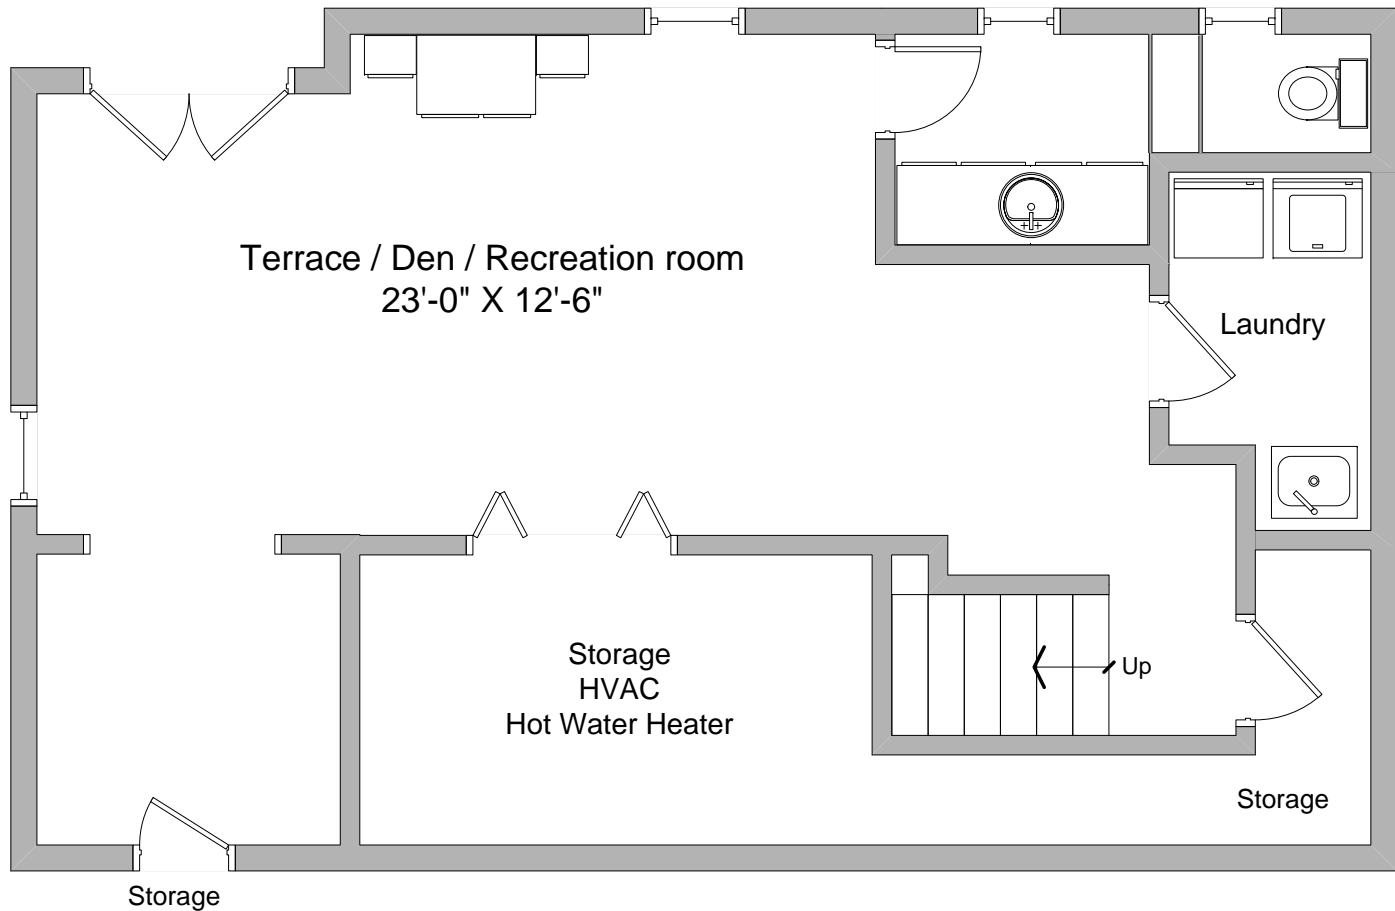 Terrace / Den / Recreation room
23'-0" X 12'-6"
Laundry
Storage
HVAC
Hot Water Heater
Up
Storage
Storage